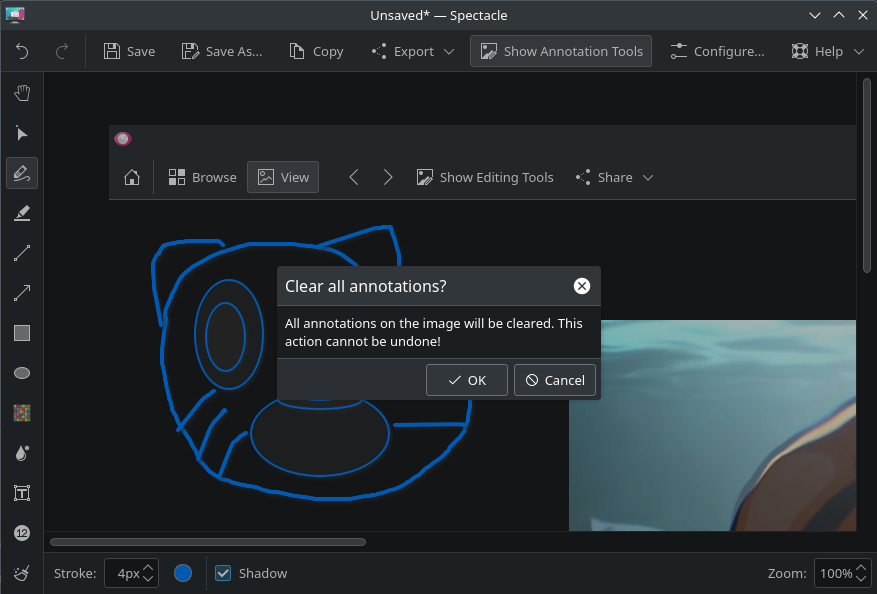 Unsaved* — Spectacle
Save
Save As...
Copy
Export
Show Annotation Tools
Configure...
Help
Browse
View
Show Editing Tools
Share
Clear all annotations?
All annotations on the image will be cleared. This
action cannot be undone!
OK
Cancel
T
12
Stroke:
4px
Shadow
Zoom:
100%